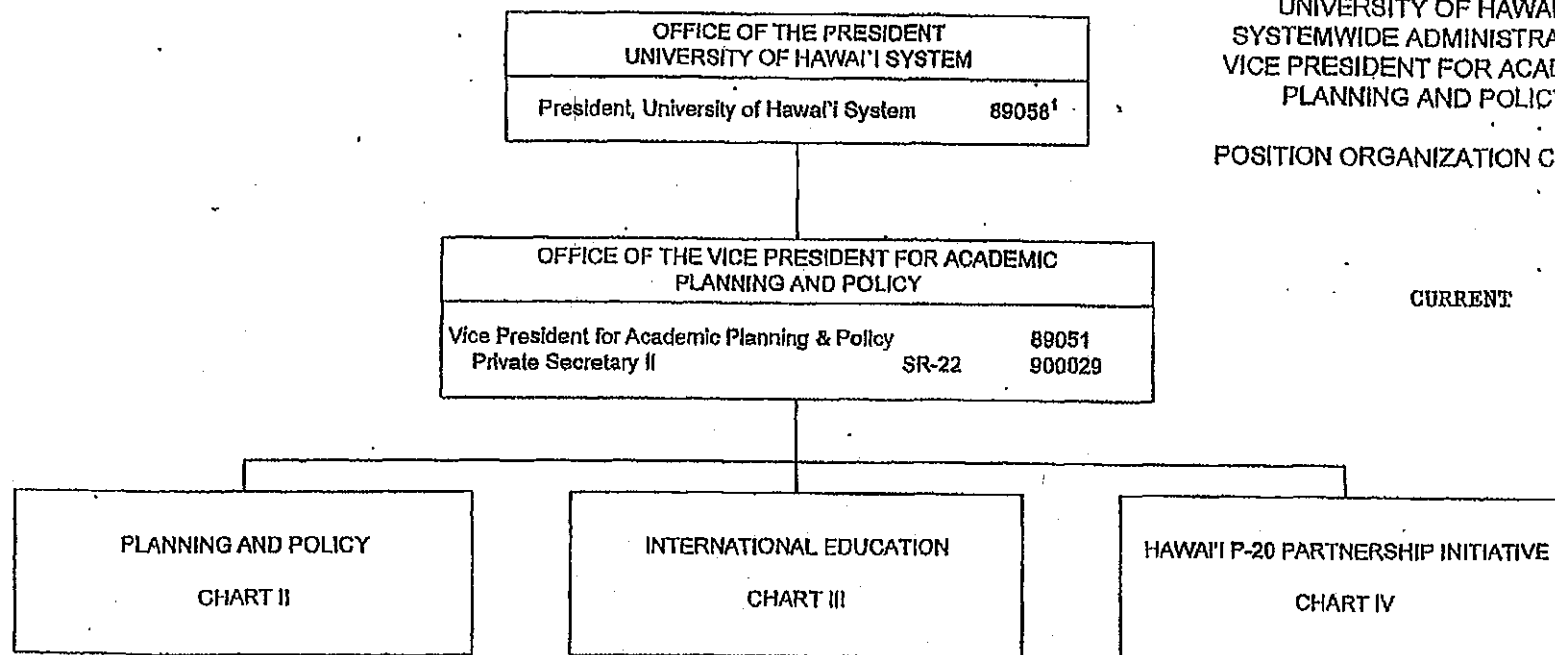 UNIVERSITY OF HAWAI
SYSTEMWIDE ADMINISTRA
VICE PRESIDENT FOR ACAD
PLANNING AND POLIC
POSITION ORGANIZATION C
CURRENT
OFFICE OF THE PRESIDENT
UNIVERSITY OF HAWAI'I SYSTEM
President, University of Hawai'i System 89058¹
OFFICE OF THE VICE PRESIDENT FOR ACADEMIC
PLANNING AND POLICY
Vice President for Academic Planning & Policy 89051
Private Secretary II SR-22 900029
PLANNING AND POLICY
CHART II
INTERNATIONAL EDUCATION
CHART III
HAWAI'I P-20 PARTNERSHIP INITIATIVE
CHART IV